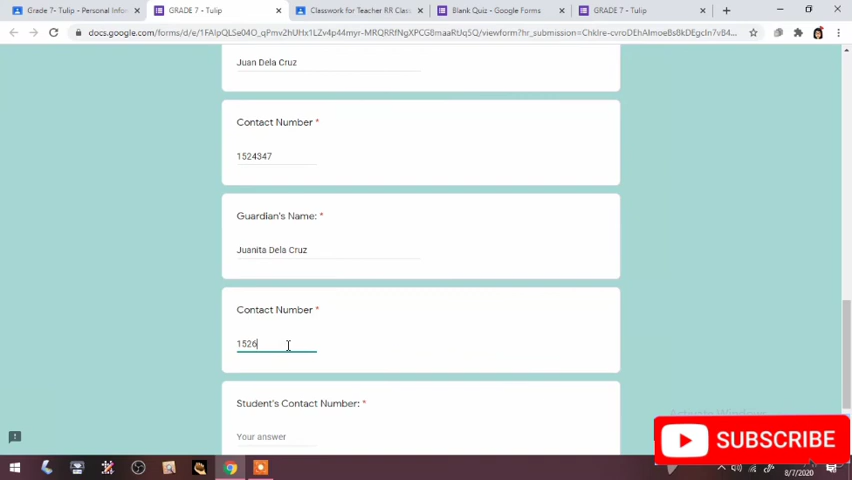 Grade 7- Tulip - Personal Infor
GRADE 7 - Tulip
Classwork for Teacher RR Class
Blank Quiz - Google Forms
GRADE 7 - Tulip
Juan Dela Cruz
Contact Number *
1524347
Guardian's Name: *
Juanita Dela Cruz
Contact Number *
1526
Student's Contact Number: *
Your answer
SUBSCRIBE
8/7/2020